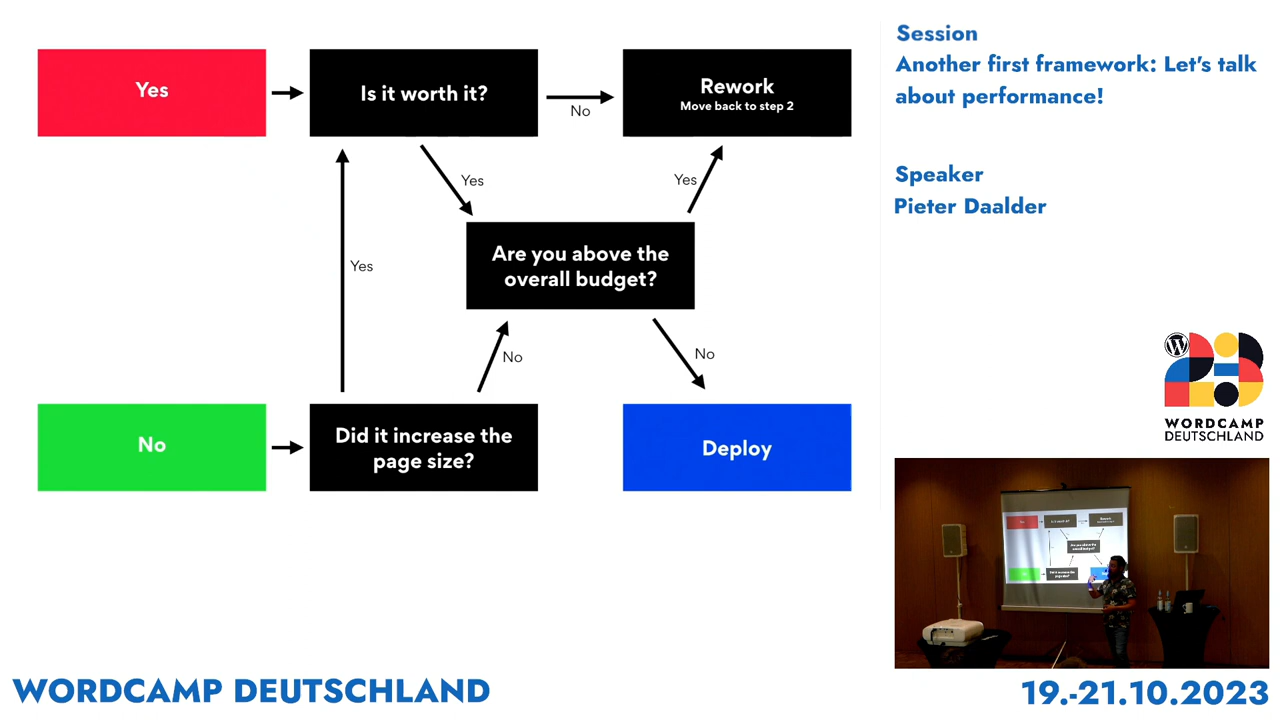 Yes
Is it worth it?
No
Rework
Move back to step 2
Yes
Yes
Are you above the
overall budget?
Yes
No
No
No
Did it increase the
page size?
Deploy
Session
Another first framework: Let's talk
about performance!
Speaker
Pieter Daalder
WORDCAMP
DEUTSCHLAND
WORDCAMP DEUTSCHLAND
19.-21.10.2023